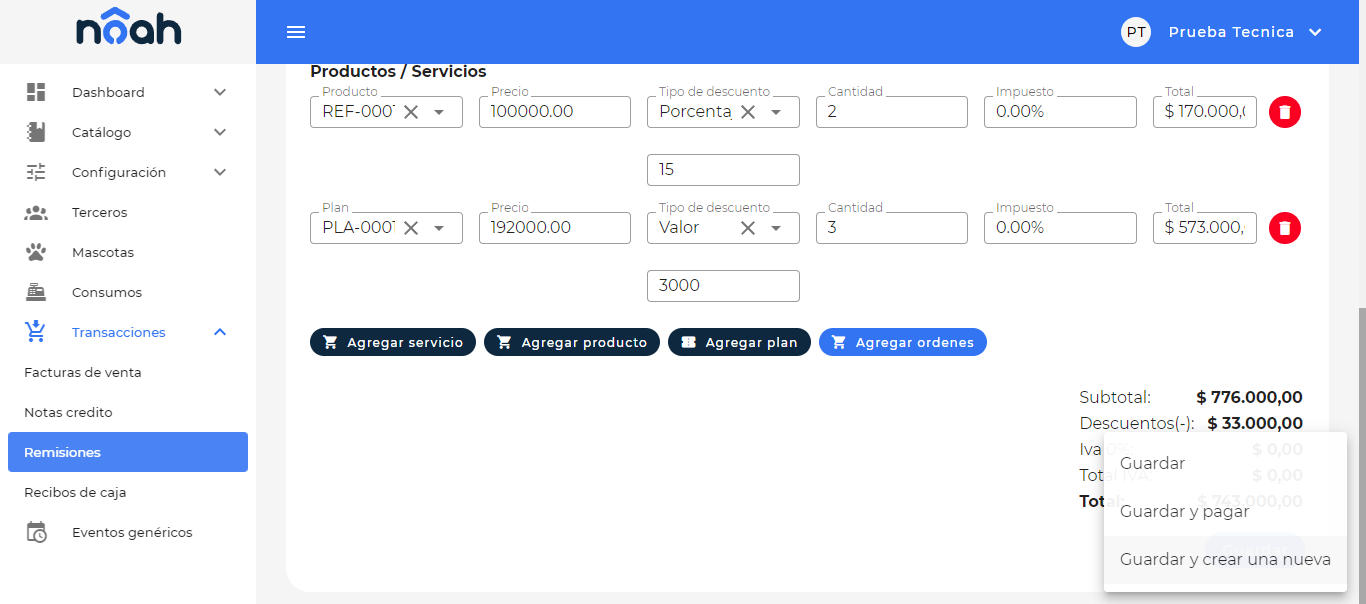 nôah
PT Prueba Tecnica
Dashboard
Catálogo
Configuración
Terceros
Mascotas
Consumos
Transacciones
Facturas de venta
Notas credito
Remisiones
Recibos de caja
Eventos genéricos
Productos / Servicios
Producto Precio Tipo de descuento Cantidad Impuesto Total
REF-000 100000.00 Porcenta 2 0.00% $ 170.000,
15
Plan Precio Tipo de descuento Cantidad Impuesto Total
PLA-000 192000.00 Valor 3 0.00% $ 573.000,
3000
Agregar servicio Agregar producto Agregar plan Agregar ordenes
Subtotal: $ 776.000,00
Descuentos(-): $ 33.000,00
Iva 0%: $ 0,00
Total IVA: $ 0,00
Total: $ 743.000,00
Guardar
Guardar y pagar
Guardar y crear una nueva